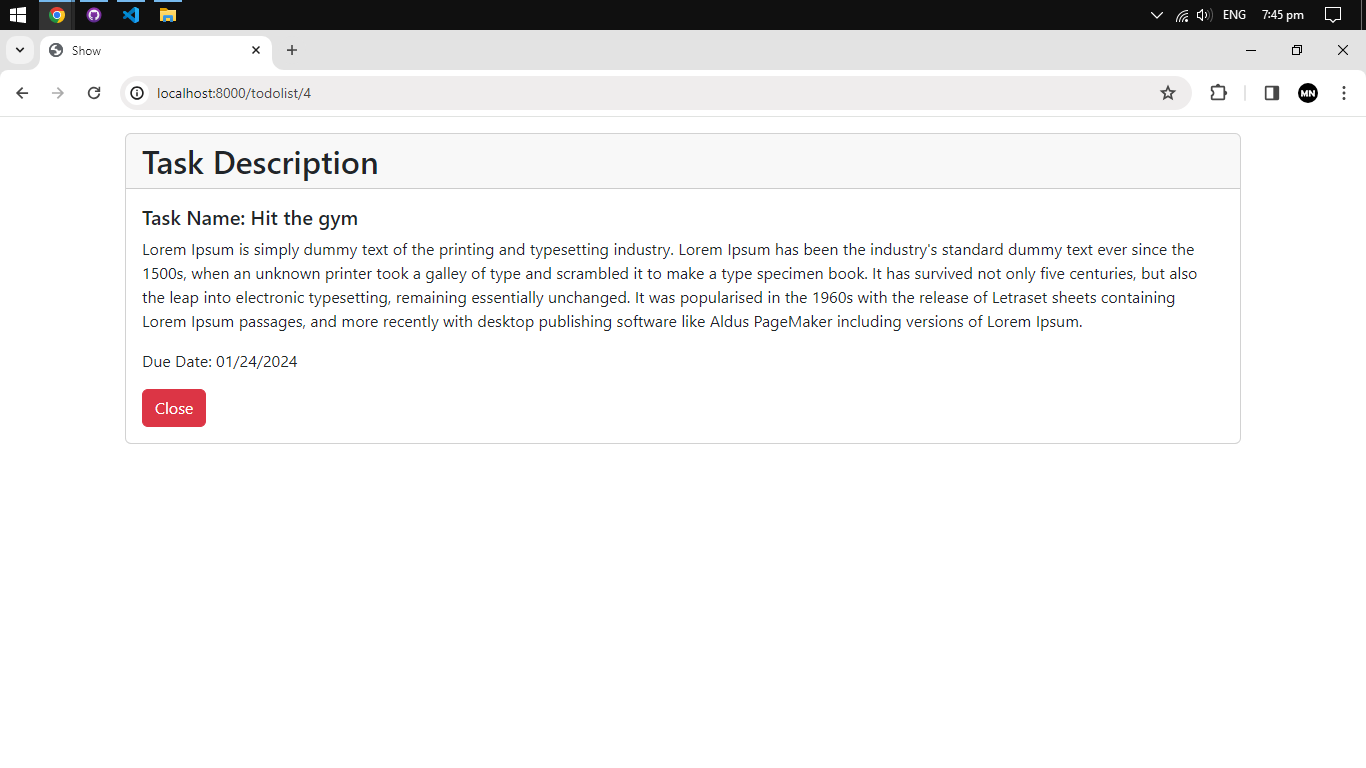 ENG 7:45 pm
Show
localhost:8000/todolist/4
MN
Task Description
Task Name: Hit the gym
Lorem Ipsum is simply dummy text of the printing and typesetting industry. Lorem Ipsum has been the industry's standard dummy text ever since the
1500s, when an unknown printer took a galley of type and scrambled it to make a type specimen book. It has survived not only five centuries, but also
the leap into electronic typesetting, remaining essentially unchanged. It was popularised in the 1960s with the release of Letraset sheets containing
Lorem Ipsum passages, and more recently with desktop publishing software like Aldus PageMaker including versions of Lorem Ipsum.
Due Date: 01/24/2024
Close